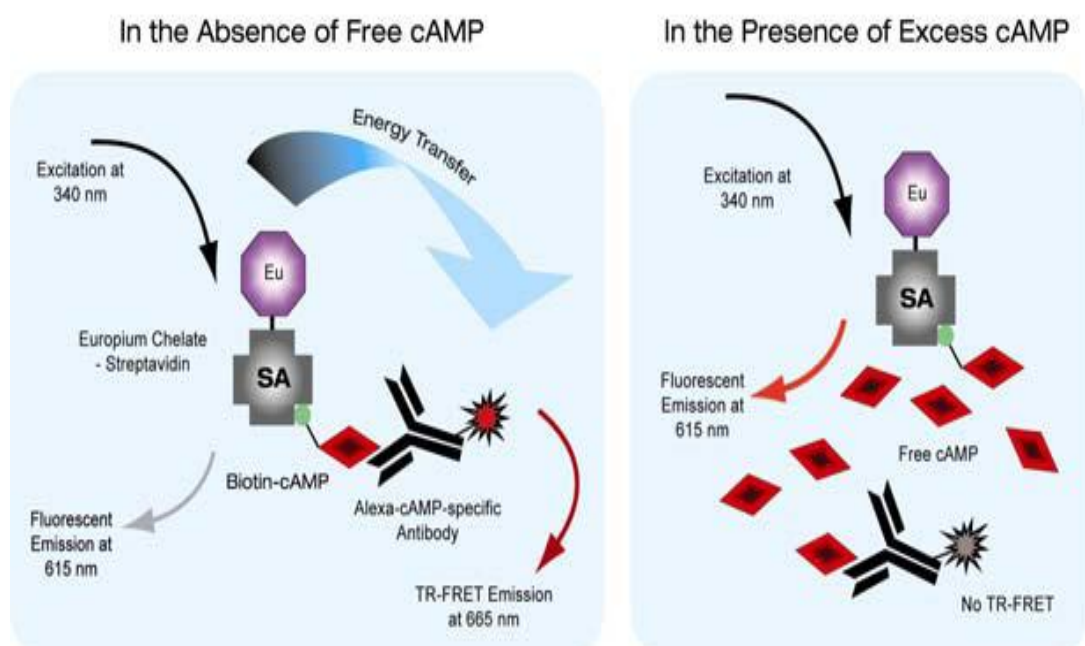 In the Absence of Free cAMP
Excitation at
340 nm
Energy Transfer
Eu
Europium Chelate
- Streptavidin
SA
Biotin-cAMP
Alexa-cAMP-specific
Antibody
Fluorescent
Emission at
615 nm
TR-FRET Emission
at 665 nm
In the Presence of Excess cAMP
Excitation at
340 nm
Eu
SA
Fluorescent
Emission at
615 nm
Free cAMP
No TR-FRET